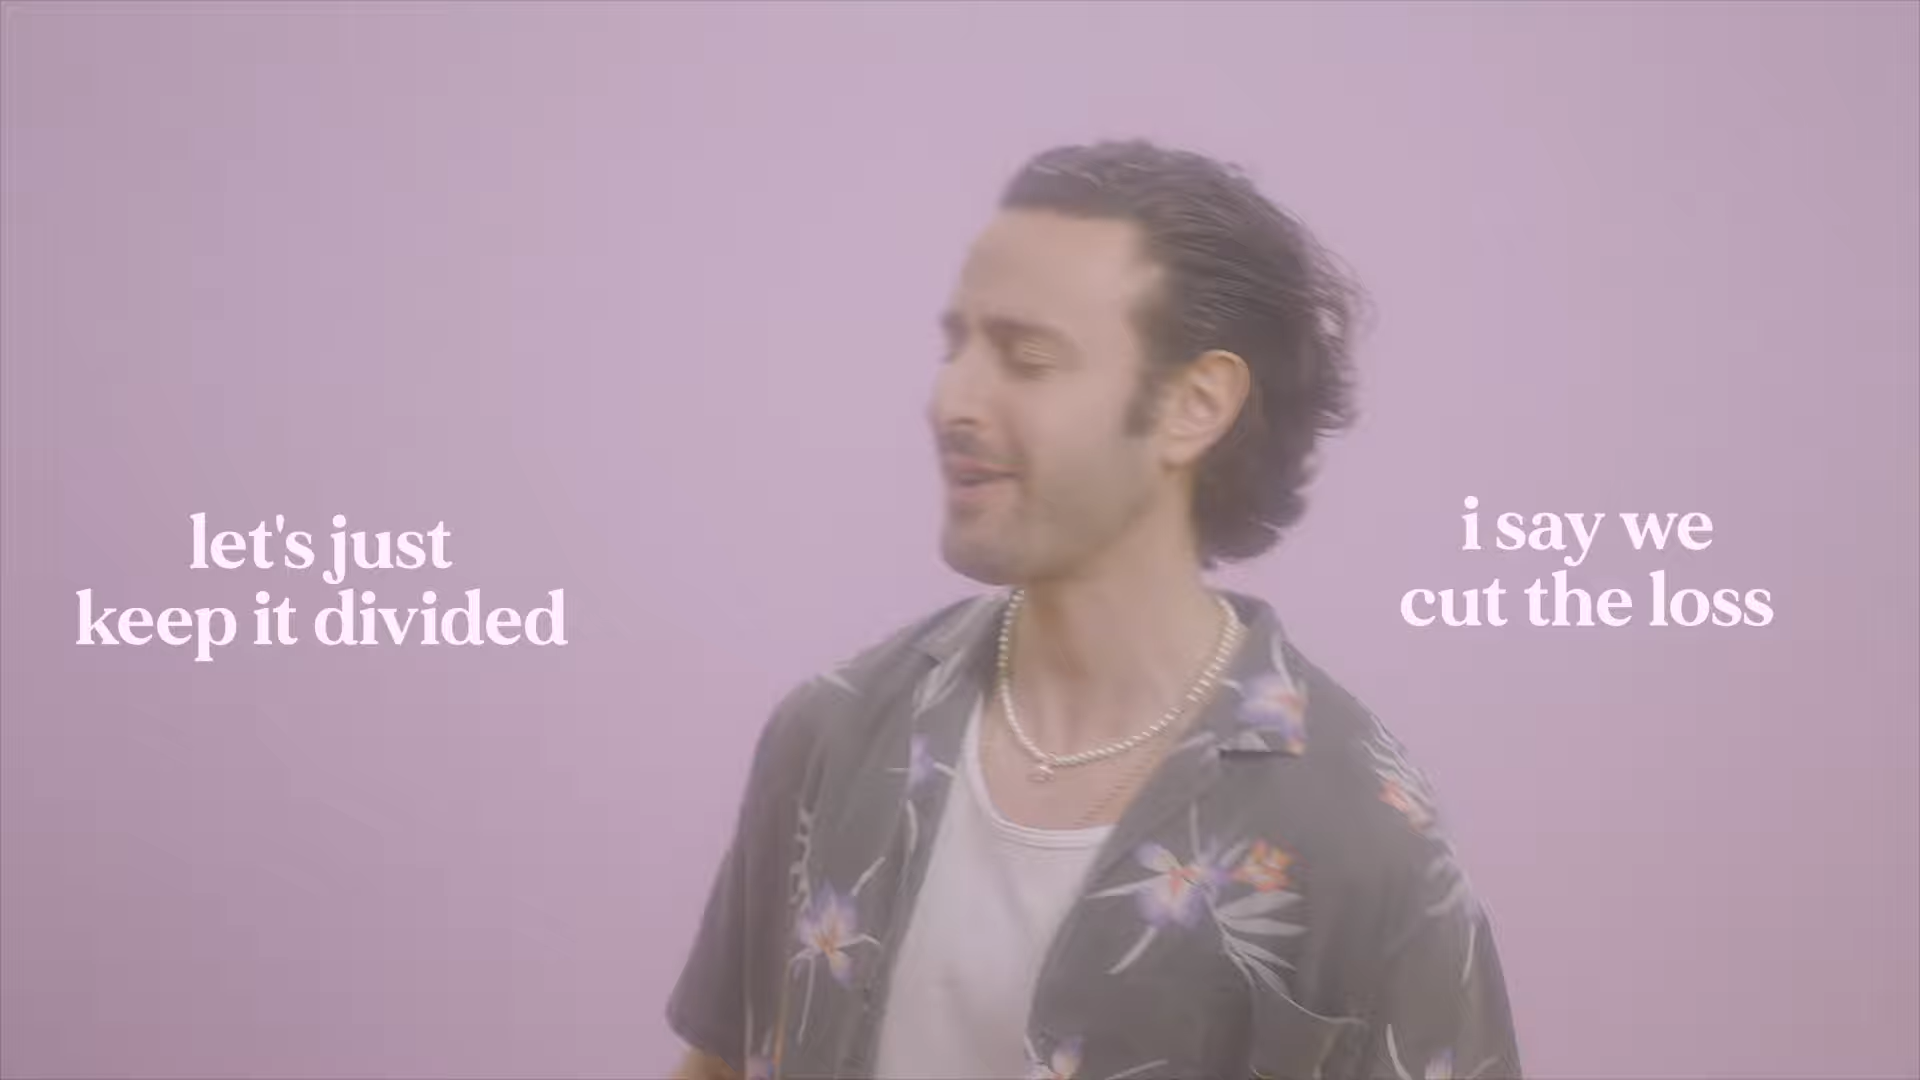 let's just
keep it divided
i say we
cut the loss